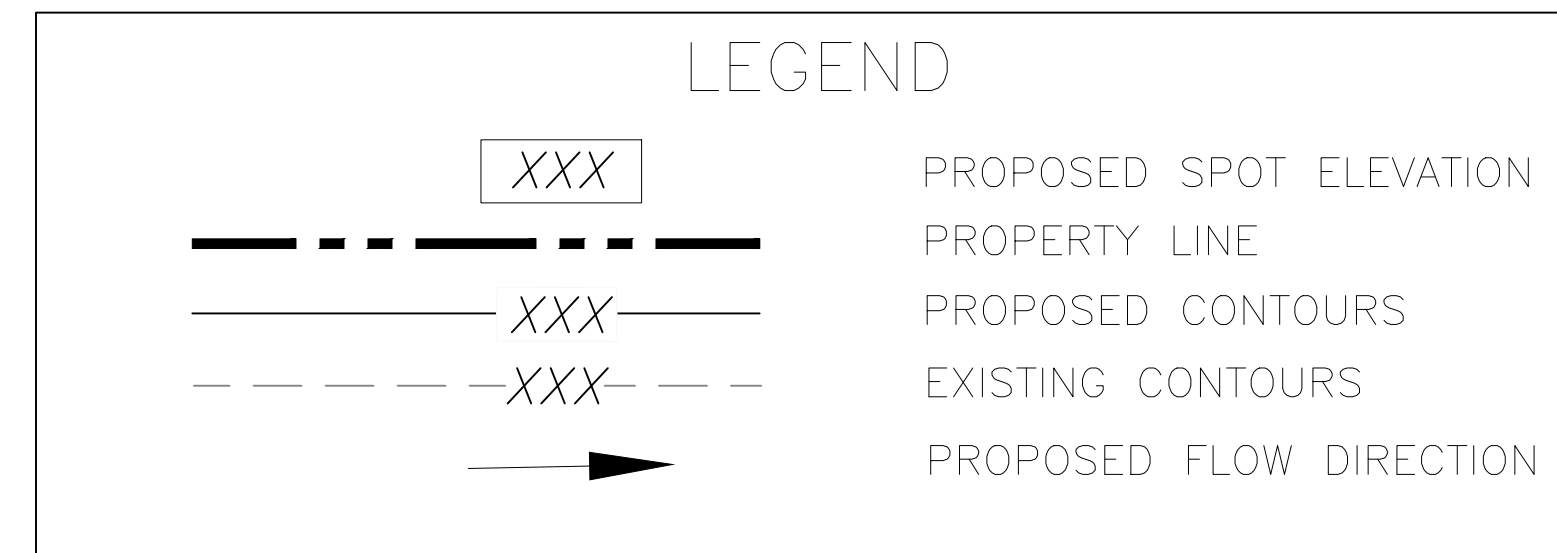 LEGEND
XXX PROPOSED SPOT ELEVATION
PROPERTY LINE
XXX PROPOSED CONTOURS
XXX EXISTING CONTOURS
PROPOSED FLOW DIRECTION